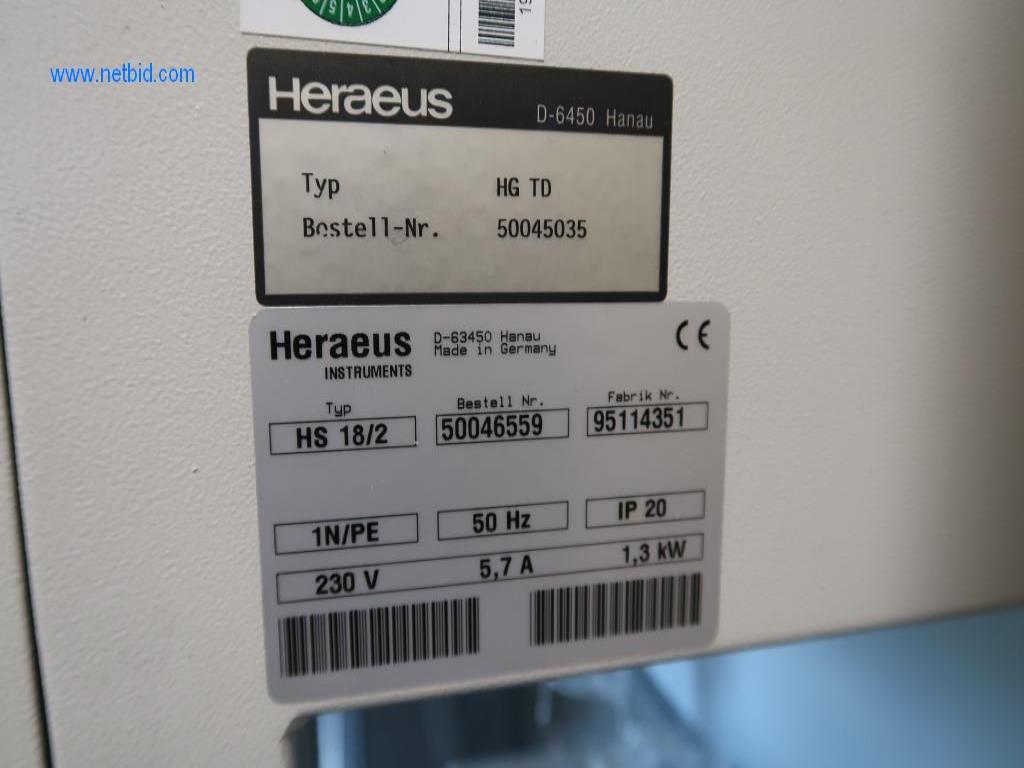 www.netbid.com
Heraeus
D-6450 Hanau
Typ HG TD
Bestell-Nr. 50045035
Heraeus
INSTRUMENTS
D-63450 Hanau
Made in Germany
CE
Typ Bestell Nr. Fabrik Nr.
HS 18/2 50046559 95114351
1N/PE 50 Hz IP 20
230 V 5,7 A 1,3 kW